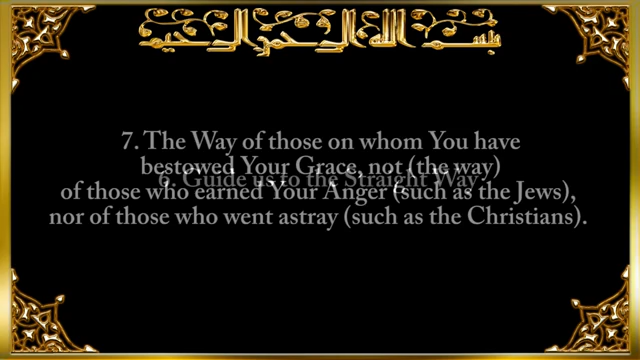 بسم الله الرحمن الرحيم
7. The Way of those on whom You have
bestowed Your Grace, not (the way)
6. Guide us to the Straight Way.
of those who earned Your Anger (such as the Jews),
nor of those who went astray (such as the Christians).